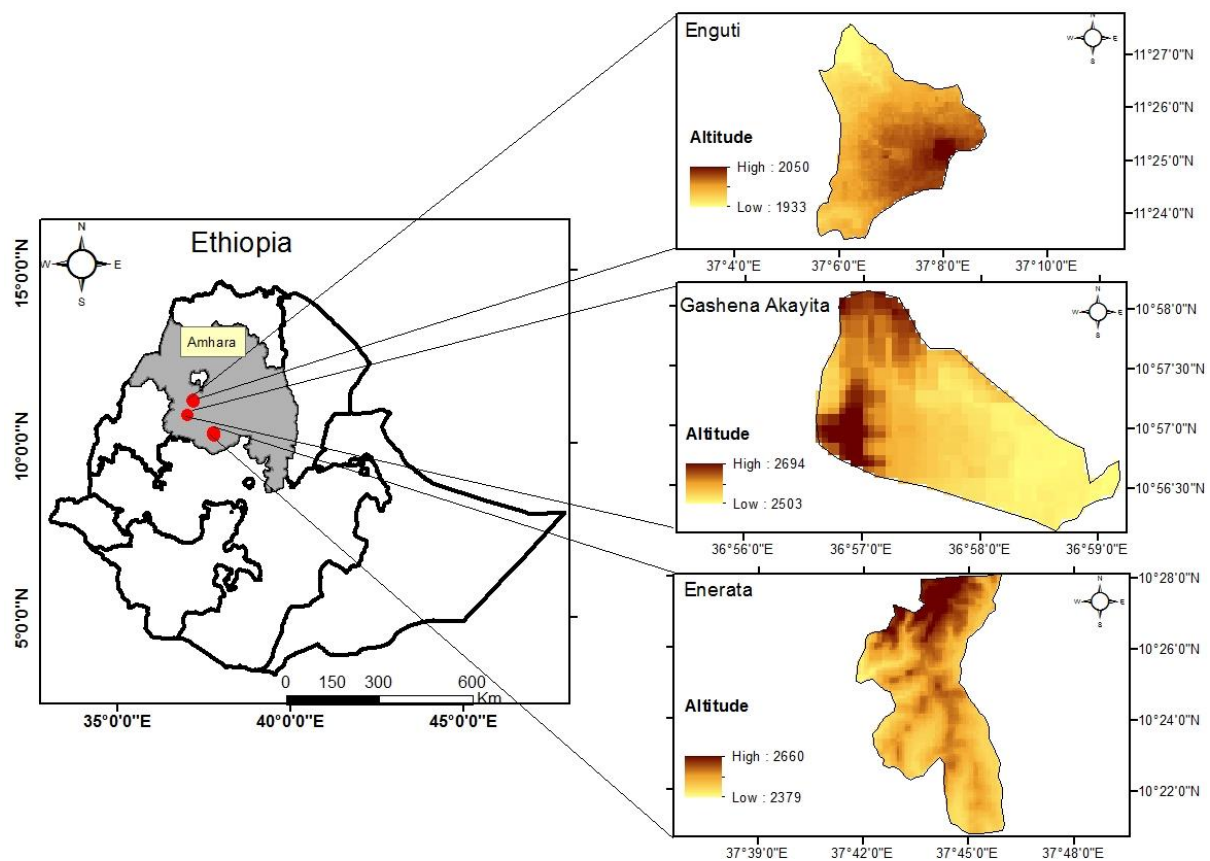 Ethiopia
N
W
E
S
Amhara
15°0'0"N
10°0'0"N
5°0'0"N
0 150 300 600
Km
35°0'0"E 40°0'0"E 45°0'0"E
Enguti
N
W
E
S
Altitude
High : 2050
Low : 1933
11°27'0"N
11°26'0"N
11°25'0"N
11°24'0"N
37°4'0"E 37°6'0"E 37°8'0"E 37°10'0"E
Gashena Akayita
N
W
E
S
Altitude
High : 2694
Low : 2503
10°58'0"N
10°57'30"N
10°57'0"N
10°56'30"N
36°56'0"E 36°57'0"E 36°58'0"E 36°59'0"E
Enerata
N
W
E
S
Altitude
High : 2660
Low : 2379
10°28'0"N
10°26'0"N
10°24'0"N
10°22'0"N
37°39'0"E 37°42'0"E 37°45'0"E 37°48'0"E